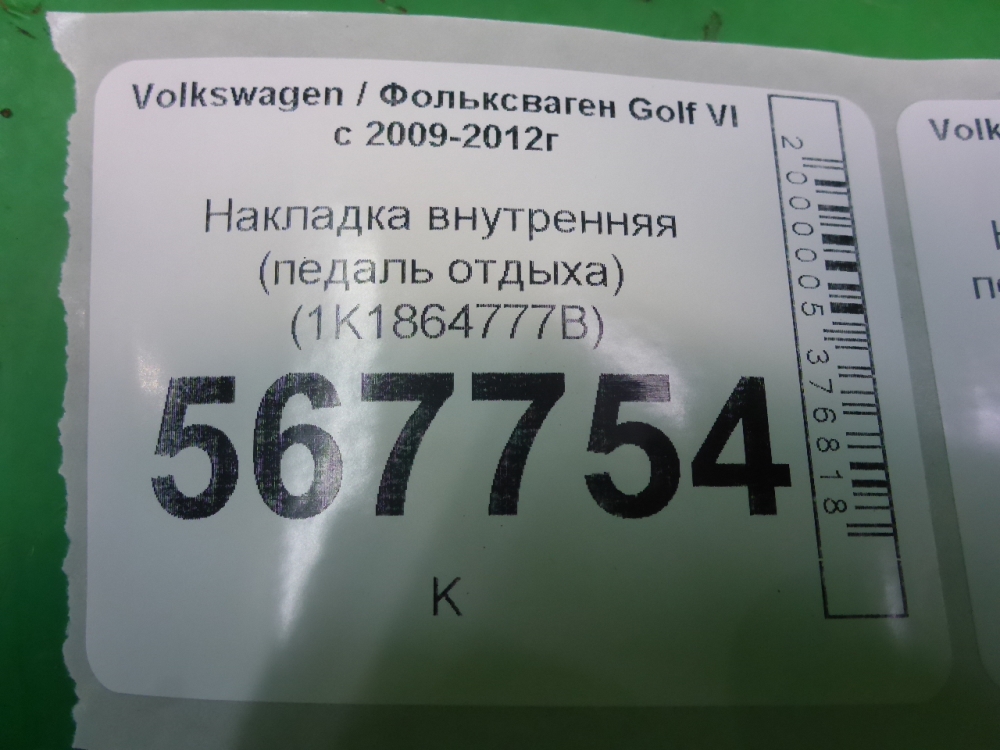 Volkswagen / Фольксваген Golf VI
с 2009-2012г
Накладка внутренняя
(педаль отдыха)
(1K1864777B)
567754
К
2000005376818
Volk